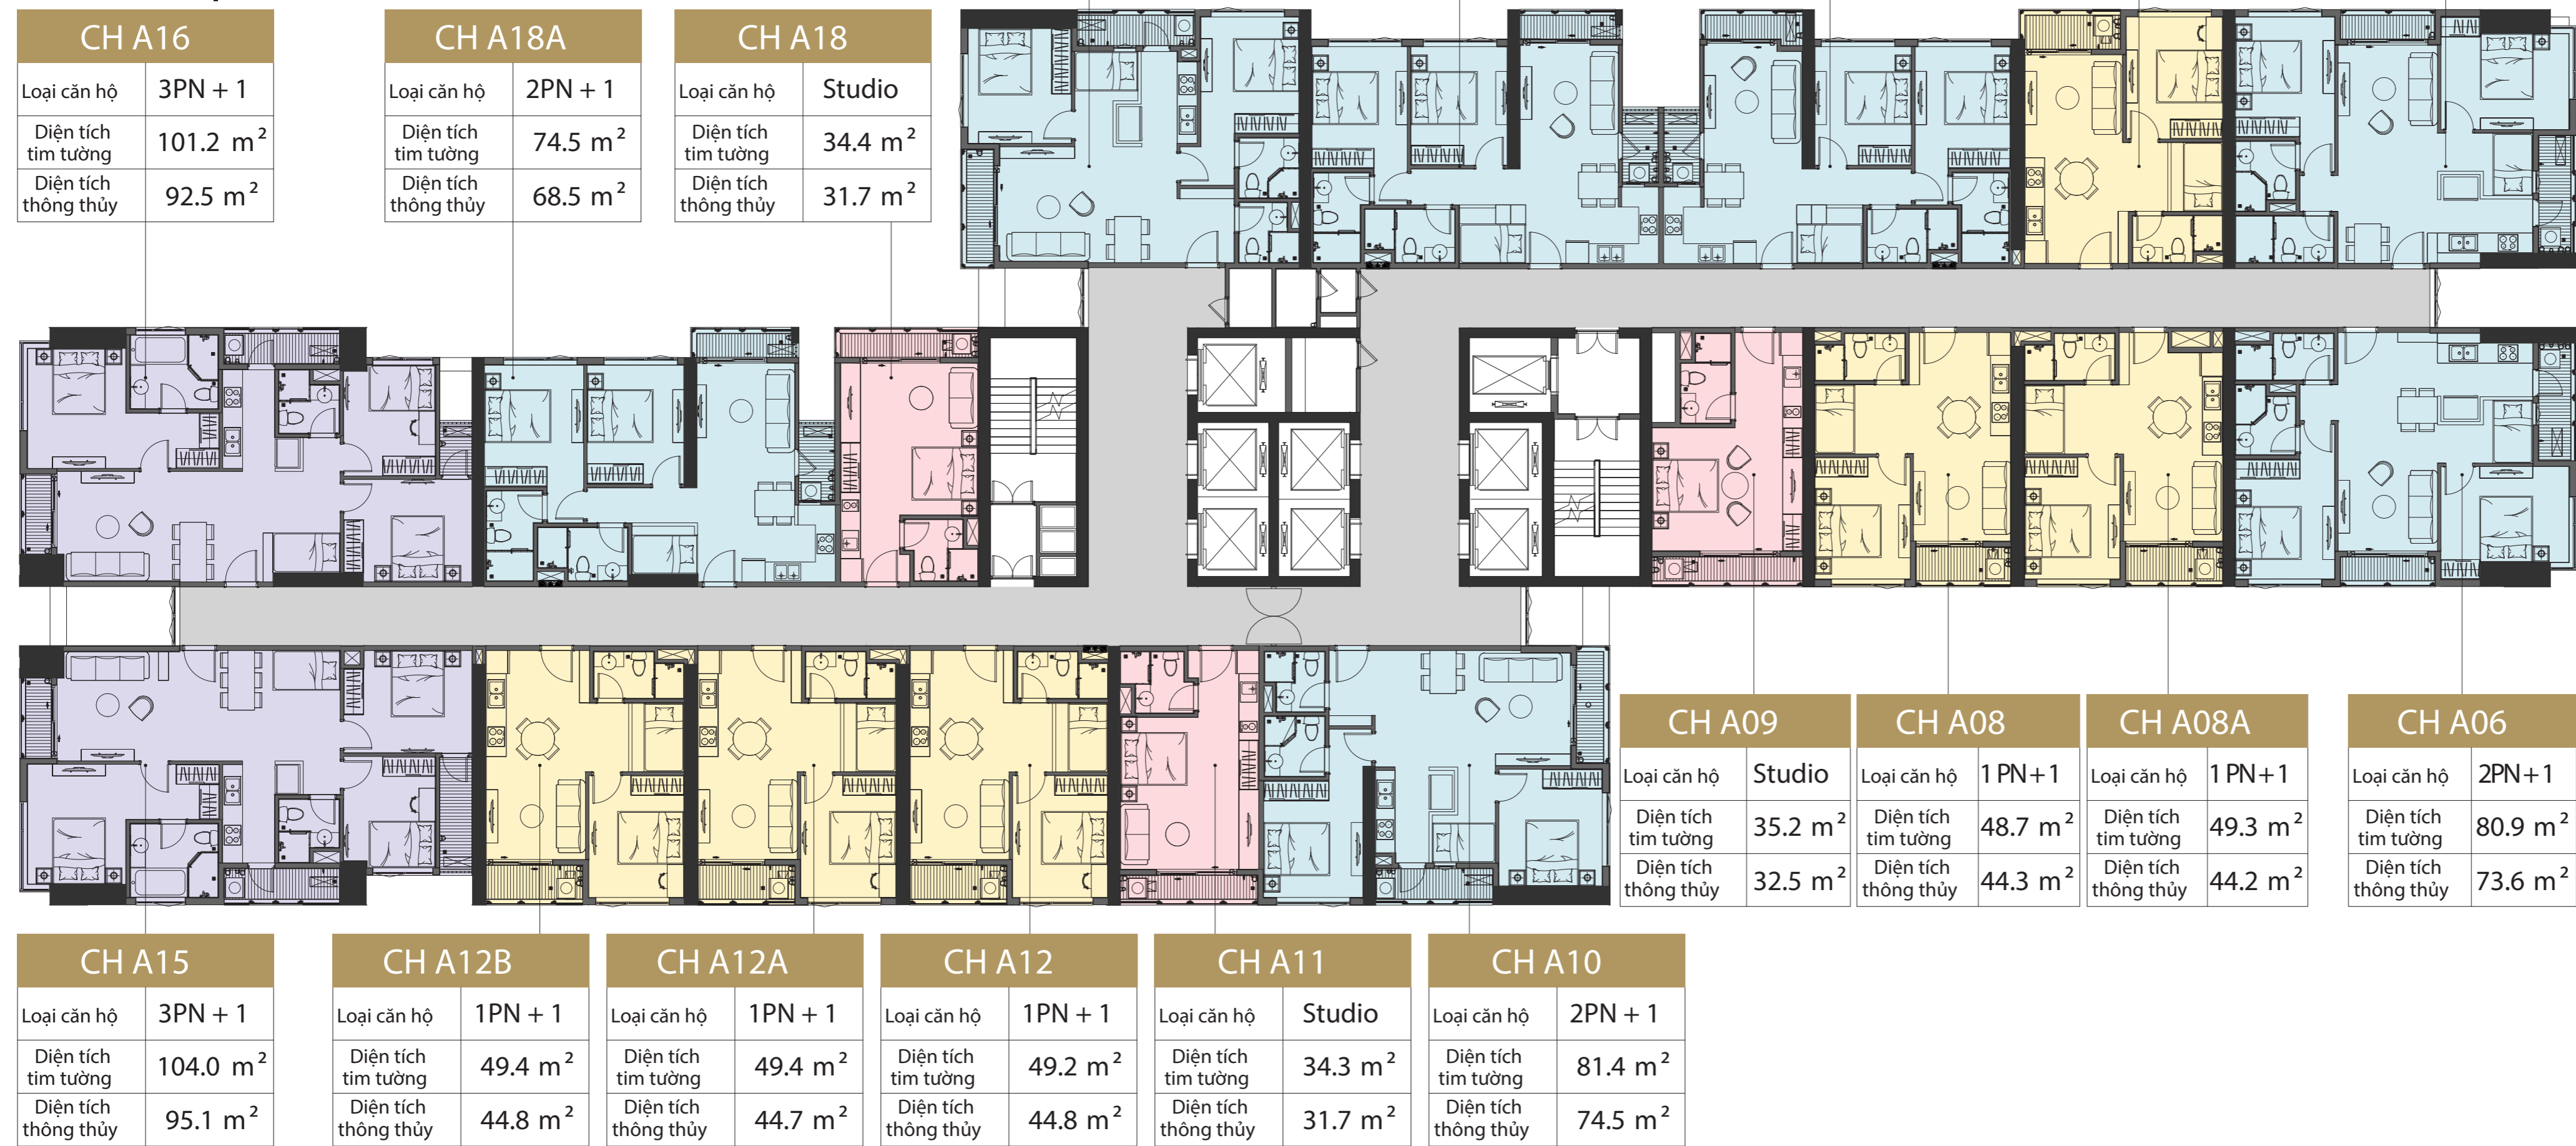 CH A16
Loại căn hộ 3PN + 1
Diện tích tim tường 101.2 m²
Diện tích thông thủy 92.5 m²
CH A18A
Loại căn hộ 2PN + 1
Diện tích tim tường 74.5 m²
Diện tích thông thủy 68.5 m²
CH A18
Loại căn hộ Studio
Diện tích tim tường 34.4 m²
Diện tích thông thủy 31.7 m²
CH A09
Loại căn hộ Studio
Diện tích tim tường 35.2 m²
Diện tích thông thủy 32.5 m²
CH A08
Loại căn hộ 1PN+1
Diện tích tim tường 48.7 m²
Diện tích thông thủy 44.3 m²
CH A08A
Loại căn hộ 1PN+1
Diện tích tim tường 49.3 m²
Diện tích thông thủy 44.2 m²
CH A06
Loại căn hộ 2PN+1
Diện tích tim tường 80.9 m²
Diện tích thông thủy 73.6 m²
CH A15
Loại căn hộ 3PN + 1
Diện tích tim tường 104.0 m²
Diện tích thông thủy 95.1 m²
CH A12B
Loại căn hộ 1PN + 1
Diện tích tim tường 49.4 m²
Diện tích thông thủy 44.8 m²
CH A12A
Loại căn hộ 1PN + 1
Diện tích tim tường 49.4 m²
Diện tích thông thủy 44.7 m²
CH A12
Loại căn hộ 1PN + 1
Diện tích tim tường 49.2 m²
Diện tích thông thủy 44.8 m²
CH A11
Loại căn hộ Studio
Diện tích tim tường 34.3 m²
Diện tích thông thủy 31.7 m²
CH A10
Loại căn hộ 2PN + 1
Diện tích tim tường 81.4 m²
Diện tích thông thủy 74.5 m²